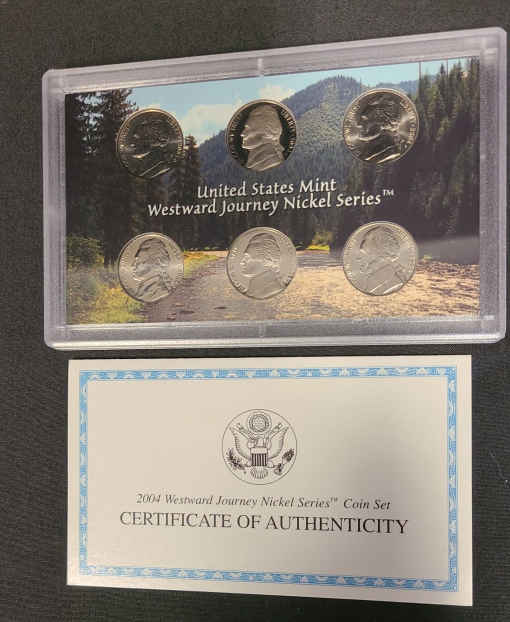 United States Mint
Westward Journey Nickel Series™
2004 Westward Journey Nickel Series™ Coin Set
CERTIFICATE OF AUTHENTICITY